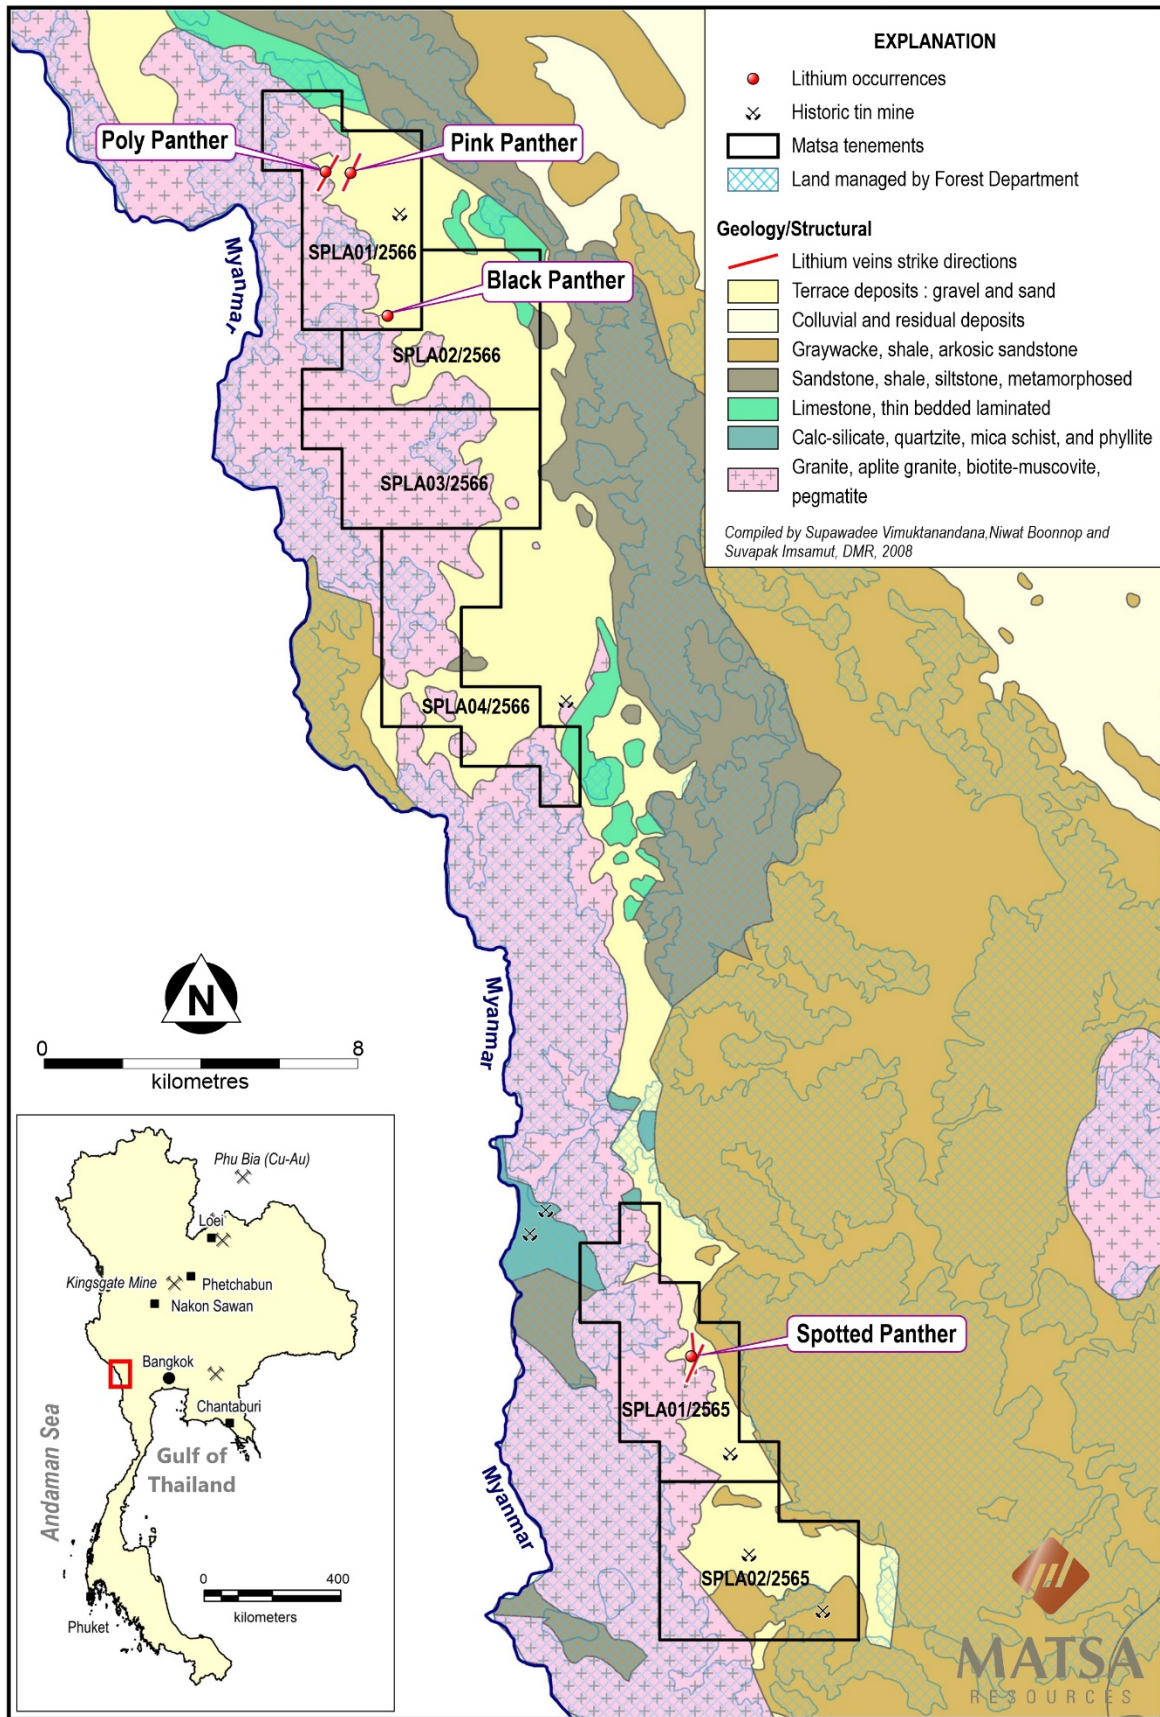 EXPLANATION
Lithium occurrences
Historic tin mine
Matsa tenements
Land managed by Forest Department
Geology/Structural
Lithium veins strike directions
Terrace deposits : gravel and sand
Colluvial and residual deposits
Graywacke, shale, arkosic sandstone
Sandstone, shale, siltstone, metamorphosed
Limestone, thin bedded laminated
Calc-silicate, quartzite, mica schist, and phyllite
Granite, aplite granite, biotite-muscovite,
pegmatite
Compiled by Supawadee Vimuktanandana,Niwat Boonnop and
Suvapak Imsamut, DMR, 2008
Poly Panther
Pink Panther
Myanmar
SPLA01/2566
Black Panther
SPLA02/2566
SPLA03/2566
SPLA04/2566
N
Myanmar
0 8
kilometres
Phu Bia (Cu-Au)
Loei
Kingsgate Mine
Phetchabun
Nakon Sawan
Bangkok
Chantaburi
Andaman Sea
Gulf of
Thailand
0 400
kilometers
Phuket
Spotted Panther
SPLA01/2565
Myanmar
SPLA02/2565
MATSA
RESOURCES